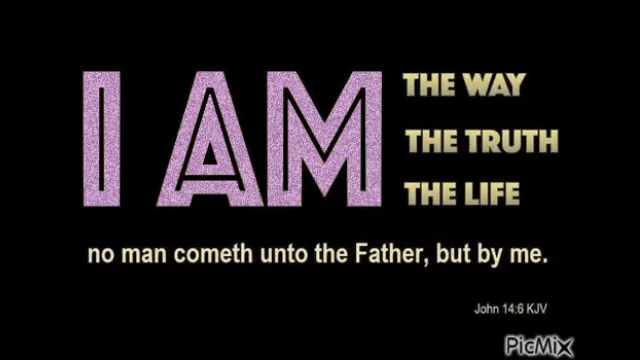 I AM
THE WAY
THE TRUTH
THE LIFE
no man cometh unto the Father, but by me.
John 14:6 KJV
PicMix